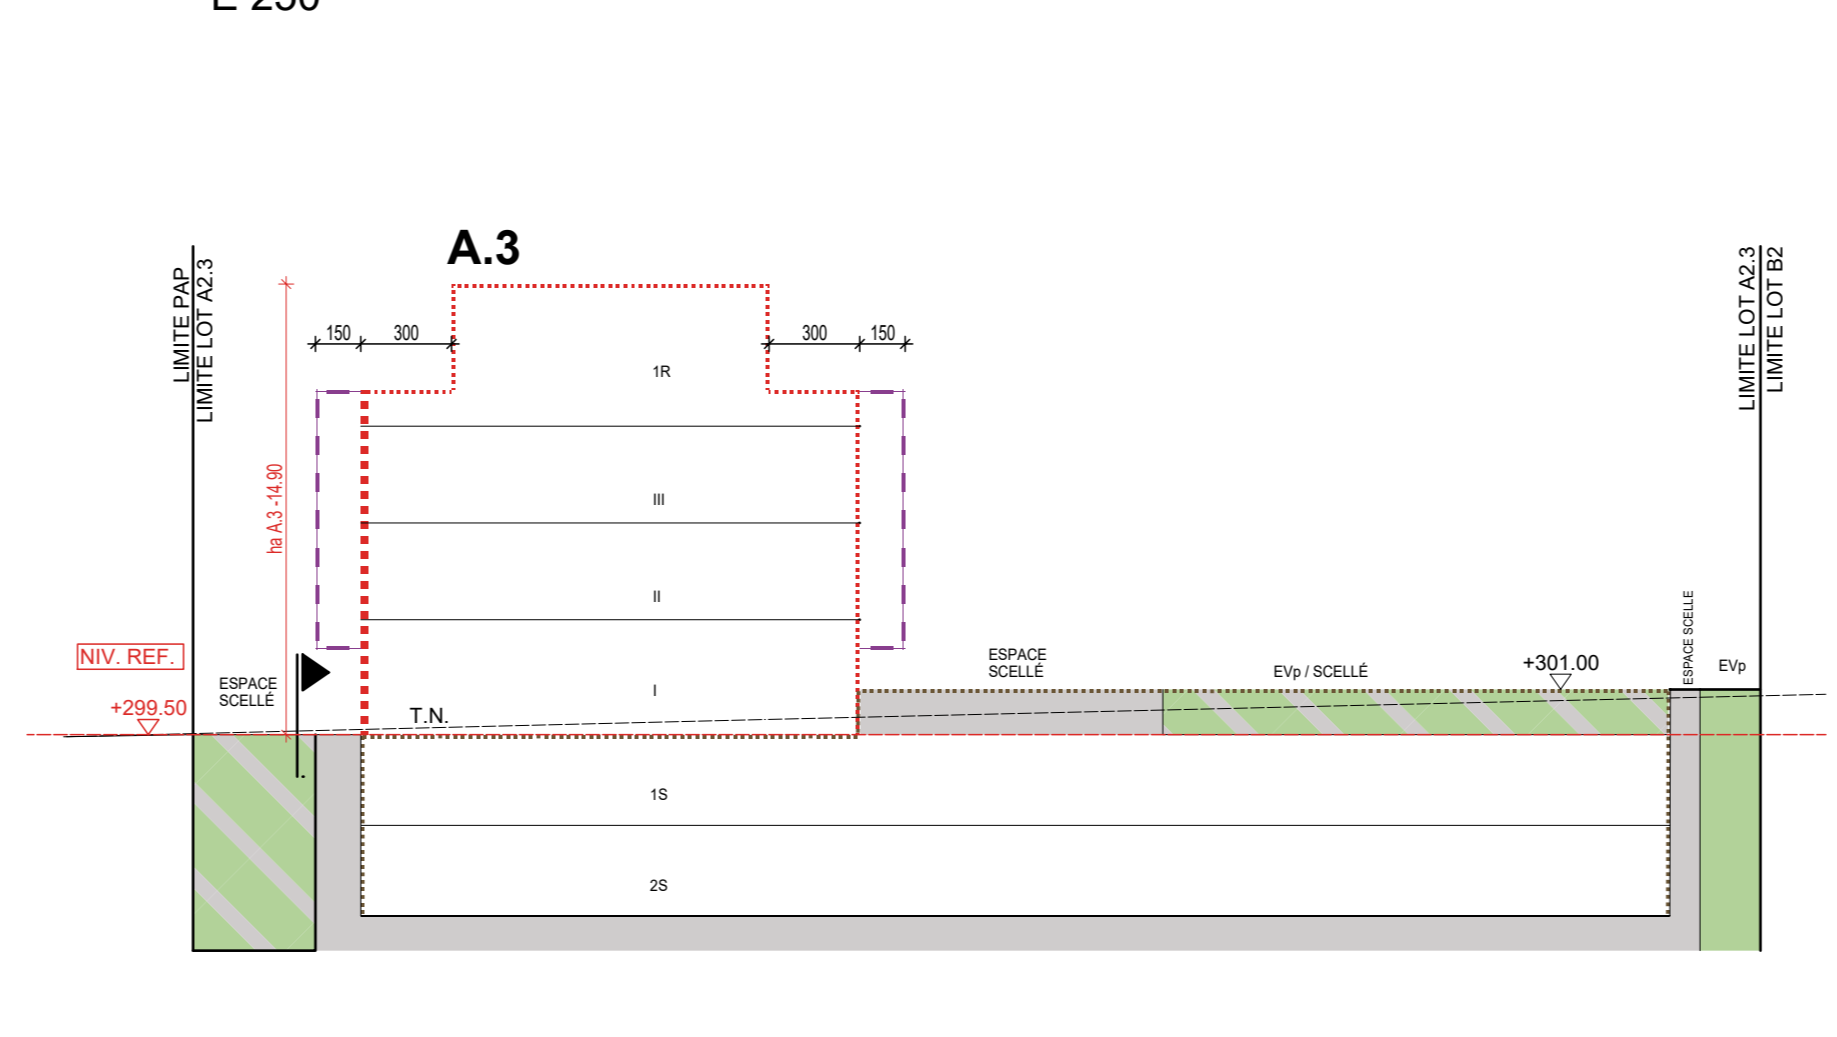 A.3
LIMITE PAP
LIMITE LOT A2.3
LIMITE LOT A2.3
LIMITE LOT B2
150
300
300
150
1R
ha A.3 -14.90
III
II
I
NIV. REF.
+299.50
ESPACE
SCELLÉ
T.N.
ESPACE
SCELLÉ
EVp / SCELLÉ
+301.00
ESPACE SCELLE
EVp
1S
2S